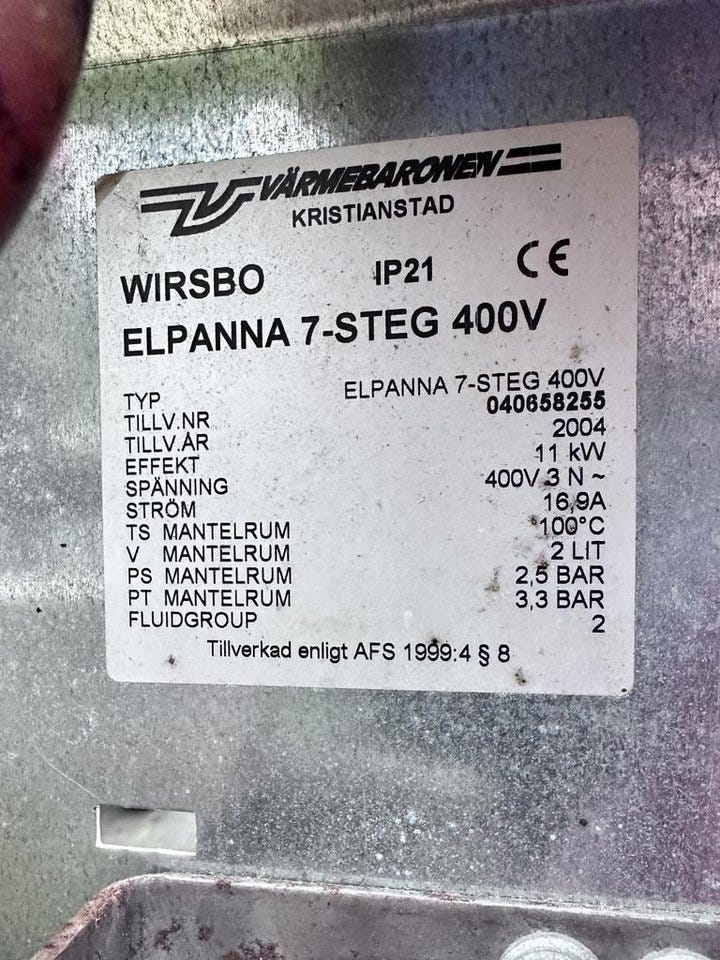 VÄRMEBARONEN
KRISTIANSTAD
WIRSBO IP21 CE
ELPANNA 7-STEG 400V
TYP ELPANNA 7-STEG 400V
TILLV.NR 040658255
TILLV.ÅR 2004
EFFEKT 11 kW
SPÄNNING 400V 3 N ~
STRÖM 16,9A
TS MANTELRUM 100°C
V MANTELRUM 2 LIT
PS MANTELRUM 2,5 BAR
PT MANTELRUM 3,3 BAR
FLUIDGROUP 2
Tillverkad enligt AFS 1999:4 § 8